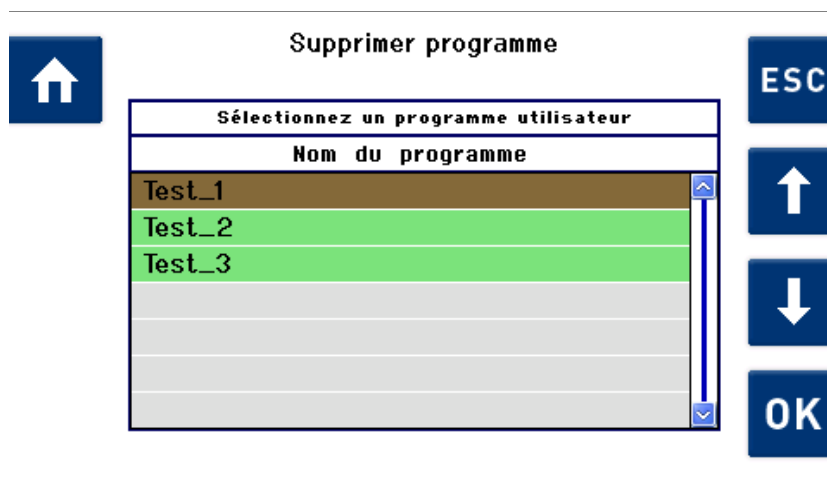 Supprimer programme
ESC
Sélectionnez un programme utilisateur
Nom du programme
Test_1
Test_2
Test_3
OK